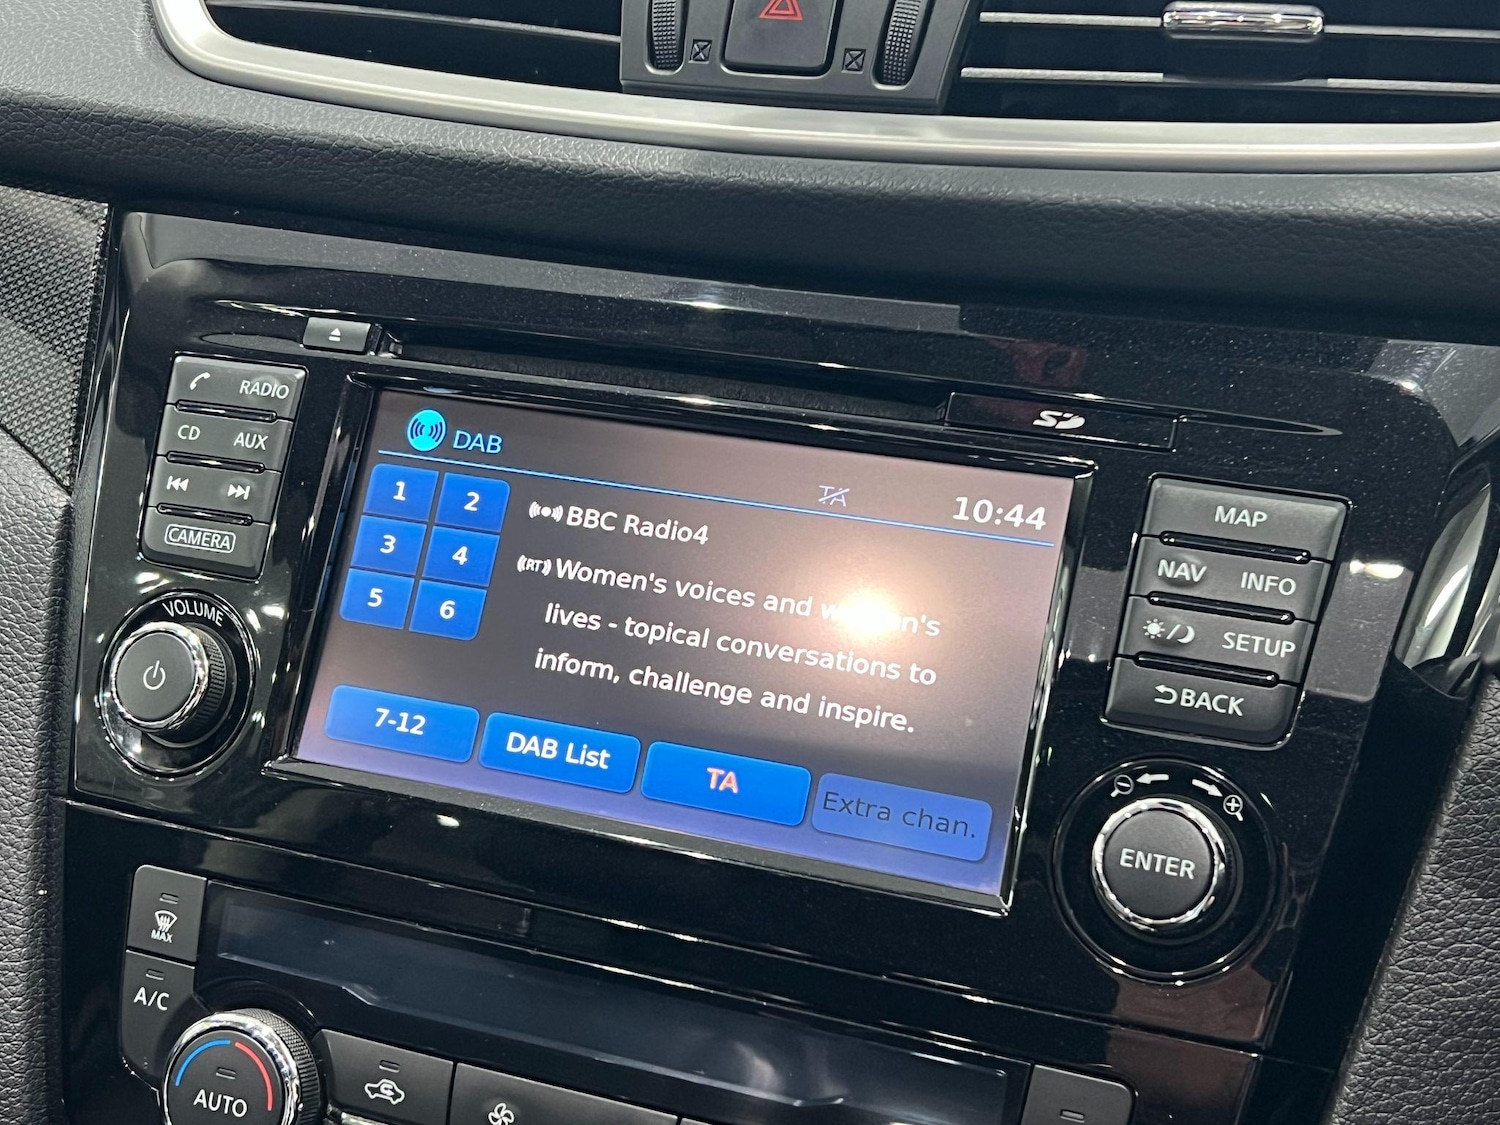 RADIO
CD AUX
CAMERA
VOLUME
DAB
TA
10:44
1 2
3 4
5 6
BBC Radio4
(RT) Women's voices and
lives - topical conversations to
inform, challenge and inspire.
7-12
DAB List
TA
Extra chan.
SD
MAP
NAV INFO
SETUP
BACK
ENTER
MAX
A/C
AUTO